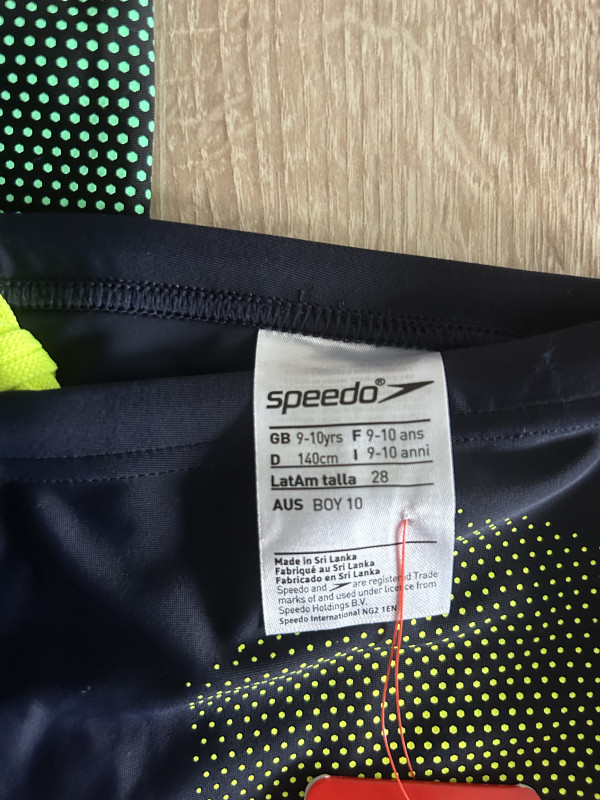 speedo®
GB 9-10yrs F 9-10 ans
D 140cm I 9-10 anni
LatAm talla 28
AUS BOY 10
Made in Sri Lanka
Fabriqué au Sri Lanka
Fabricado en Sri Lanka
Speedo and are registered Trade
marks of and used under licence from
Speedo Holdings B.V.
Speedo International NG2 1EN